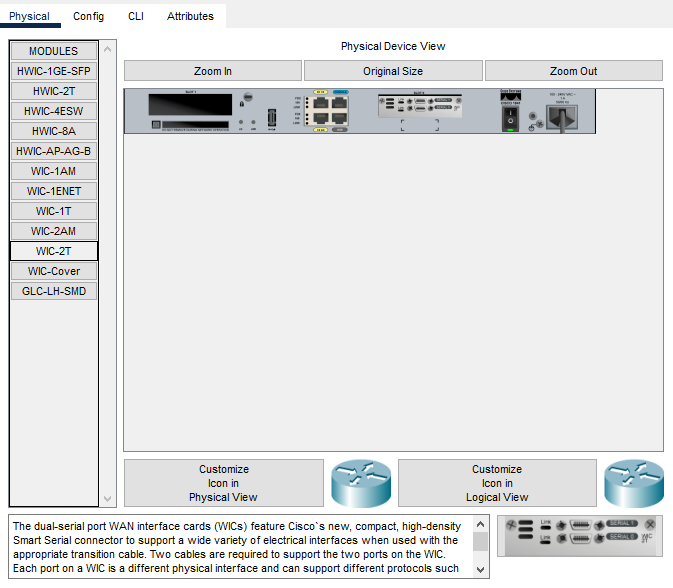 Physical Config CLI Attributes
MODULES
HWIC-1GE-SFP
HWIC-2T
HWIC-4ESW
HWIC-8A
HWIC-AP-AG-B
WIC-1AM
WIC-1ENET
WIC-1T
WIC-2AM
WIC-2T
WIC-Cover
GLC-LH-SMD
Physical Device View
Zoom In Original Size Zoom Out
Customize
Icon in
Physical View
Customize
Icon in
Logical View
The dual-serial port WAN interface cards (WICs) feature Cisco`s new, compact, high-density
Smart Serial connector to support a wide variety of electrical interfaces when used with the
appropriate transition cable. Two cables are required to support the two ports on the WIC.
Each port on a WIC is a different physical interface and can support different protocols such
Link
SERIAL 1
SERIAL 0
WIC
2T